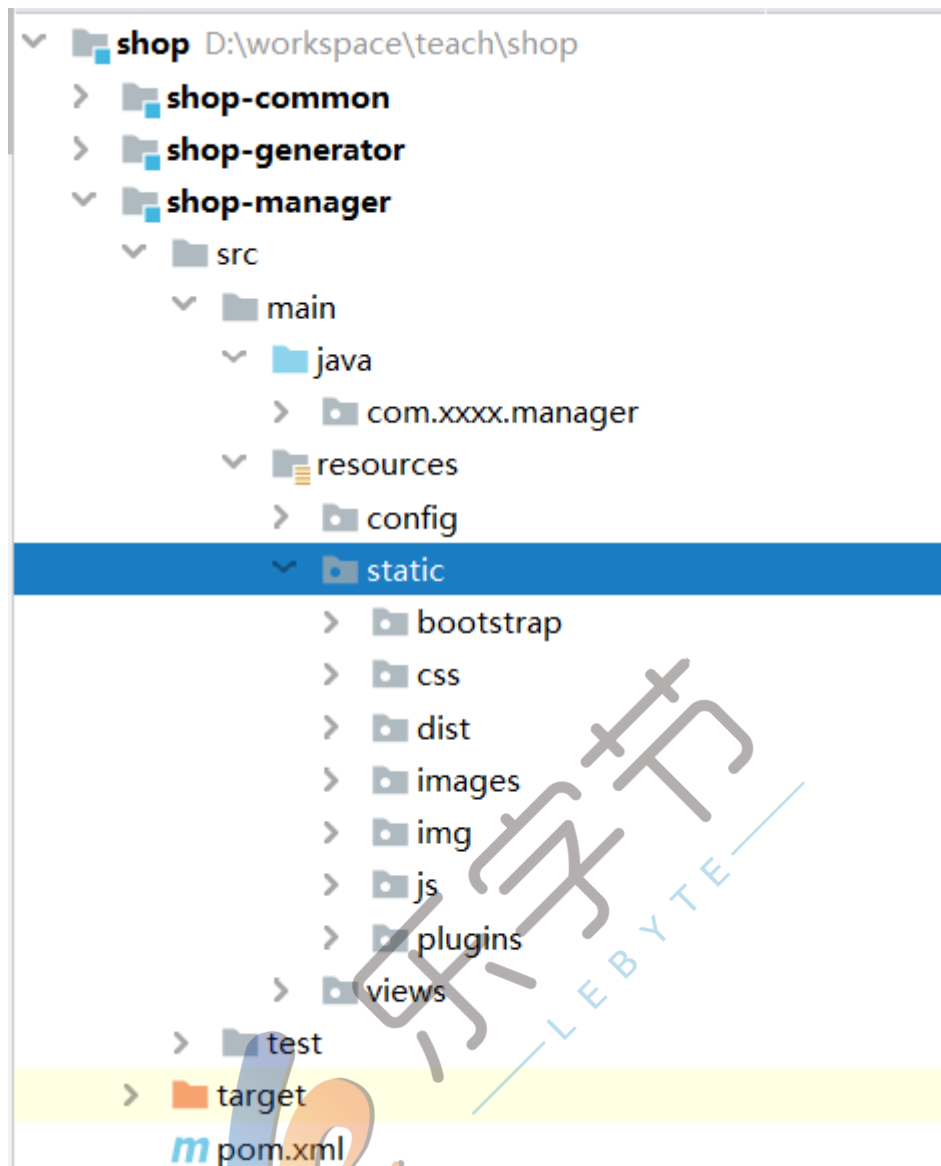 shop D:\workspace\teach\shop
shop-common
shop-generator
shop-manager
src
main
java
com.xxxx.manager
resources
config
static
bootstrap
css
dist
images
img
js
plugins
views
test
target
pom.xml
乐字节
LEBYTE